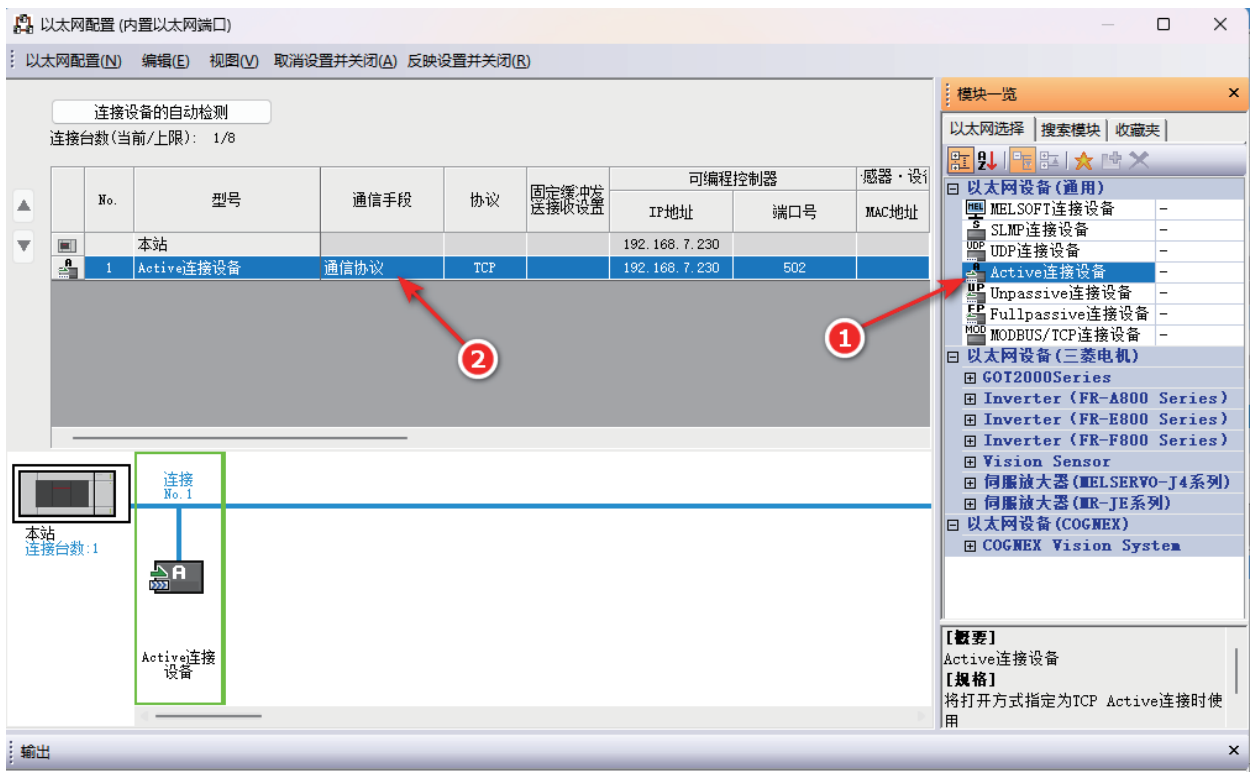 以太网配置 (内置以太网端口)
以太网配置(N) 编辑(E) 视图(V) 取消设置并关闭(A) 反映设置并关闭(R)
连接设备的自动检测
连接台数(当前/上限): 1/8
No. 型号 通信手段 协议 固定缓冲发送接收设置 可编程控制器 感器・设
IP地址 端口号 MAC地址
本站 192.168.7.230
1 Active连接设备 通信协议 TCP 192.168.7.230 502
1
2
本站
连接台数:1
连接
No.1
A
Active连接
设备
模块一览
以太网选择 搜索模块 收藏夹
以太网设备(通用)
MELSOFT连接设备 -
SLMP连接设备 -
UDP连接设备 -
Active连接设备 -
Unpassive连接设备 -
Fullpassive连接设备 -
MODBUS/TCP连接设备 -
以太网设备(三菱电机)
GOT2000Series
Inverter (FR-A800 Series)
Inverter (FR-E800 Series)
Inverter (FR-F800 Series)
Vision Sensor
伺服放大器(MELSERVO-J4系列)
伺服放大器(MR-JE系列)
以太网设备(COGNEX)
COGNEX Vision System
[概要]
Active连接设备
[规格]
将打开方式指定为TCP Active连接时使
用
输出